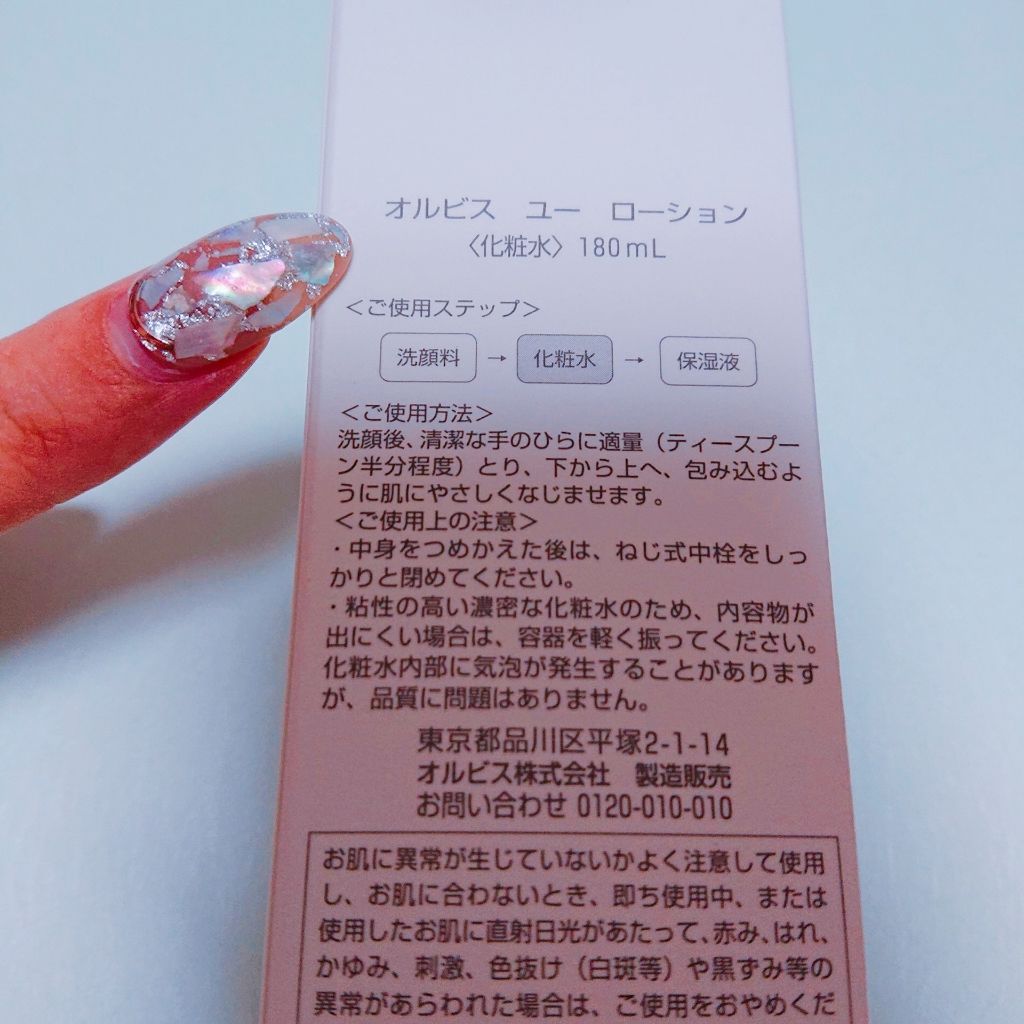 オルビス ユー ローション
〈化粧水〉180mL
＜ご使用ステップ＞
洗顔料 → 化粧水 → 保湿液
＜ご使用方法＞
洗顔後、清潔な手のひらに適量（ティースプー
ン半分程度）とり、下から上へ、包み込むよ
うに肌にやさしくなじませます。
＜ご使用上の注意＞
・中身をつめかえた後は、ねじ式中栓をしっ
かりと閉めてください。
・粘性の高い濃密な化粧水のため、内容物が
出にくい場合は、容器を軽く振ってください。
化粧水内部に気泡が発生することがあります
が、品質に問題はありません。
東京都品川区平塚2-1-14
オルビス株式会社 製造販売
お問い合わせ 0120-010-010
お肌に異常が生じていないかよく注意して使用
し、お肌に合わないとき、即ち使用中、または
使用したお肌に直射日光があたって、赤み、はれ、
かゆみ、刺激、色抜け（白斑等）や黒ずみ等の
異常があらわれた場合は、ご使用をおやめくだ